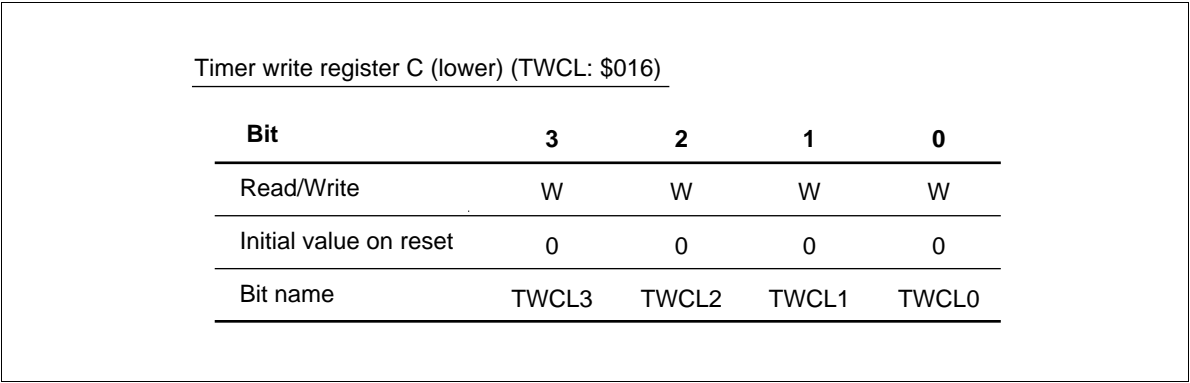 Timer write register C (lower) (TWCL: $016)
Bit 3 2 1 0
Read/Write W W W W
Initial value on reset 0 0 0 0
Bit name TWCL3 TWCL2 TWCL1 TWCL0